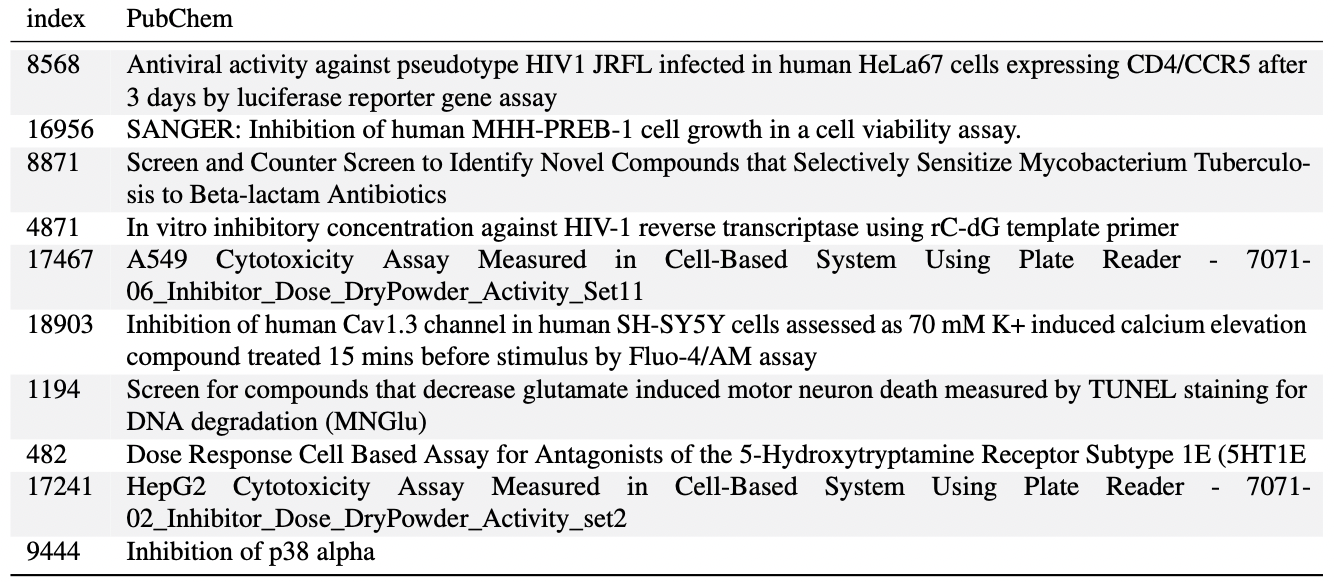 index PubChem
8568 Antiviral activity against pseudotype HIV1 JRFL infected in human HeLa67 cells expressing CD4/CCR5 after
3 days by luciferase reporter gene assay
16956 SANGER: Inhibition of human MHH-PREB-1 cell growth in a cell viability assay.
8871 Screen and Counter Screen to Identify Novel Compounds that Selectively Sensitize Mycobacterium Tuberculo-
sis to Beta-lactam Antibiotics
4871 In vitro inhibitory concentration against HIV-1 reverse transcriptase using rC-dG template primer
17467 A549 Cytotoxicity Assay Measured in Cell-Based System Using Plate Reader - 7071-
06_Inhibitor_Dose_DryPowder_Activity_Set11
18903 Inhibition of human Cav1.3 channel in human SH-SY5Y cells assessed as 70 mM K+ induced calcium elevation
compound treated 15 mins before stimulus by Fluo-4/AM assay
1194 Screen for compounds that decrease glutamate induced motor neuron death measured by TUNEL staining for
DNA degradation (MNGlu)
482 Dose Response Cell Based Assay for Antagonists of the 5-Hydroxytryptamine Receptor Subtype 1E (5HT1E
17241 HepG2 Cytotoxicity Assay Measured in Cell-Based System Using Plate Reader - 7071-
02_Inhibitor_Dose_DryPowder_Activity_set2
9444 Inhibition of p38 alpha